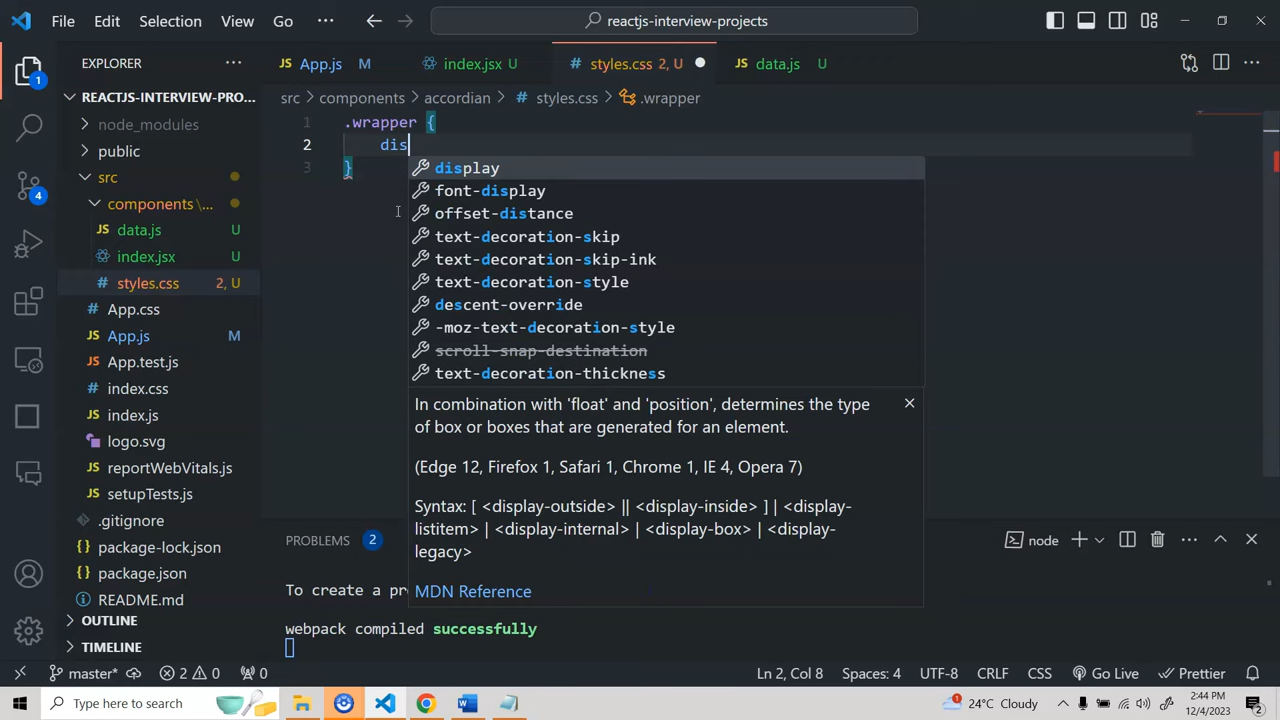 File Edit Selection View Go ··· reactjs-interview-projects
EXPLORER ···
App.js M index.jsx U styles.css 2, U data.js U
REACTJS-INTERVIEW-PRO...
src > components > accordian > styles.css > .wrapper
node_modules
public
src
components \...
data.js U
index.jsx U
styles.css 2, U
App.css
App.js M
App.test.js
index.css
index.js
logo.svg
reportWebVitals.js
setupTests.js
.gitignore
package-lock.json
package.json
README.md
OUTLINE
TIMELINE
1
4
1 .wrapper {
2 dis
3 }
display
font-display
offset-distance
text-decoration-skip
text-decoration-skip-ink
text-decoration-style
descent-override
-moz-text-decoration-style
scroll-snap-destination
text-decoration-thickness
In combination with 'float' and 'position', determines the type
of box or boxes that are generated for an element.
(Edge 12, Firefox 1, Safari 1, Chrome 1, IE 4, Opera 7)
Syntax: [ <display-outside> || <display-inside> ] | <display-
listitem> | <display-internal> | <display-box> | <display-
legacy>
MDN Reference
PROBLEMS 2 node
To create a pr
webpack compiled successfully
master* 2 0 0 Ln 2, Col 8 Spaces: 4 UTF-8 CRLF CSS Go Live Prettier
Type here to search 24°C Cloudy 2:44 PM
12/4/2023
1
2